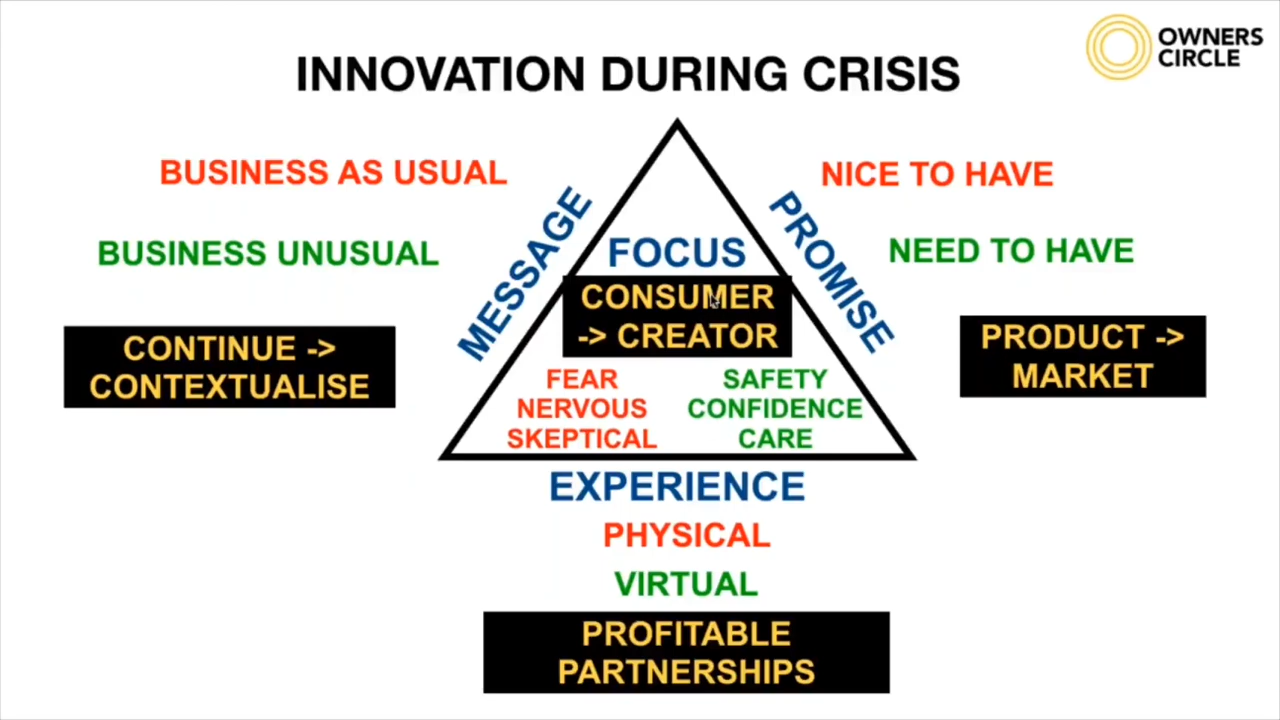 OWNERS
CIRCLE
INNOVATION DURING CRISIS
BUSINESS AS USUAL
BUSINESS UNUSUAL
CONTINUE ->
CONTEXTUALISE
MESSAGE
FOCUS
CONSUMER
-> CREATOR
FEAR
NERVOUS
SKEPTICAL
SAFETY
CONFIDENCE
CARE
PROMISE
NICE TO HAVE
NEED TO HAVE
PRODUCT ->
MARKET
EXPERIENCE
PHYSICAL
VIRTUAL
PROFITABLE
PARTNERSHIPS